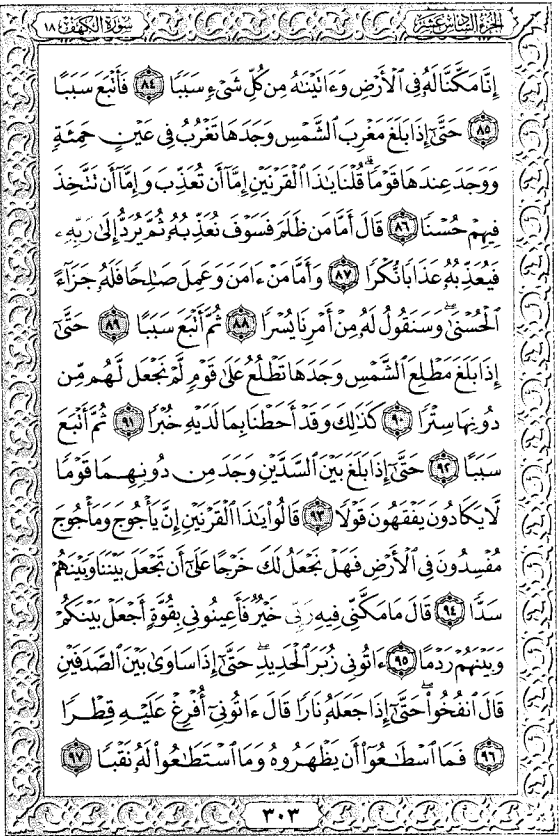 الجزء السادس عشر سورة الكهف ١٨
إِنَّا مَكَّنَّا لَهُۥ فِى ٱلْأَرْضِ وَءَاتَيْنَٰهُ مِن كُلِّ شَىْءٍ سَبَبًا ٨٤ فَأَتْبَعَ سَبَبًا
٨٥ حَتَّىٰٓ إِذَا بَلَغَ مَغْرِبَ ٱلشَّمْسِ وَجَدَهَا تَغْرُبُ فِى عَيْنٍ حَمِئَةٍ
وَوَجَدَ عِندَهَا قَوْمًا ۗ قُلْنَا يَٰذَا ٱلْقَرْنَيْنِ إِمَّآ أَن تُعَذِّبَ وَإِمَّآ أَن تَتَّخِذَ
فِيهِمْ حُسْنًا ٨٦ قَالَ أَمَّا مَن ظَلَمَ فَسَوْفَ نُعَذِّبُهُۥ ثُمَّ يُرَدُّ إِلَىٰ رَبِّهِۦ
فَيُعَذِّبُهُۥ عَذَابًا نُّكْرًا ٨٧ وَأَمَّا مَنْ ءَامَنَ وَعَمِلَ صَٰلِحًا فَلَهُۥ جَزَآءً
ٱلْحُسْنَىٰ ۖ وَسَنَقُولُ لَهُۥ مِنْ أَمْرِنَا يُسْرًا ٨٨ ثُمَّ أَتْبَعَ سَبَبًا ٨٩ حَتَّىٰٓ
إِذَا بَلَغَ مَطْلِعَ ٱلشَّمْسِ وَجَدَهَا تَطْلُعُ عَلَىٰ قَوْمٍ لَّمْ نَجْعَل لَّهُم مِّن
دُونِهَا سِتْرًا ٩٠ كَذَٰلِكَ وَقَدْ أَحَطْنَا بِمَا لَدَيْهِ خُبْرًا ٩١ ثُمَّ أَتْبَعَ
سَبَبًا ٩٢ حَتَّىٰٓ إِذَا بَلَغَ بَيْنَ ٱلسَّدَّيْنِ وَجَدَ مِن دُونِهِمَا قَوْمًا
لَّا يَكَادُونَ يَفْقَهُونَ قَوْلًا ٩٣ قَالُوا۟ يَٰذَا ٱلْقَرْنَيْنِ إِنَّ يَأْجُوجَ وَمَأْجُوجَ
مُفْسِدُونَ فِى ٱلْأَرْضِ فَهَلْ نَجْعَلُ لَكَ خَرْجًا عَلَىٰٓ أَن تَجْعَلَ بَيْنَنَا وَبَيْنَهُمْ
سَدًّا ٩٤ قَالَ مَا مَكَّنِّى فِيهِ رَبِّى خَيْرٌ فَأَعِينُونِى بِقُوَّةٍ أَجْعَلْ بَيْنَكُمْ
وَبَيْنَهُمْ رَدْمًا ٩٥ ءَاتُونِى زُبَرَ ٱلْحَدِيدِ ۖ حَتَّىٰٓ إِذَا سَاوَىٰ بَيْنَ ٱلصَّدَفَيْنِ
قَالَ ٱنفُخُوا۟ ۖ حَتَّىٰٓ إِذَا جَعَلَهُۥ نَارًا قَالَ ءَاتُونِىٓ أُفْرِغْ عَلَيْهِ قِطْرًا
٩٦ فَمَا ٱسْطَٰعُوٓا۟ أَن يَظْهَرُوهُ وَمَا ٱسْتَطَٰعُوا۟ لَهُۥ نَقْبًا ٩٧
٣٠٣